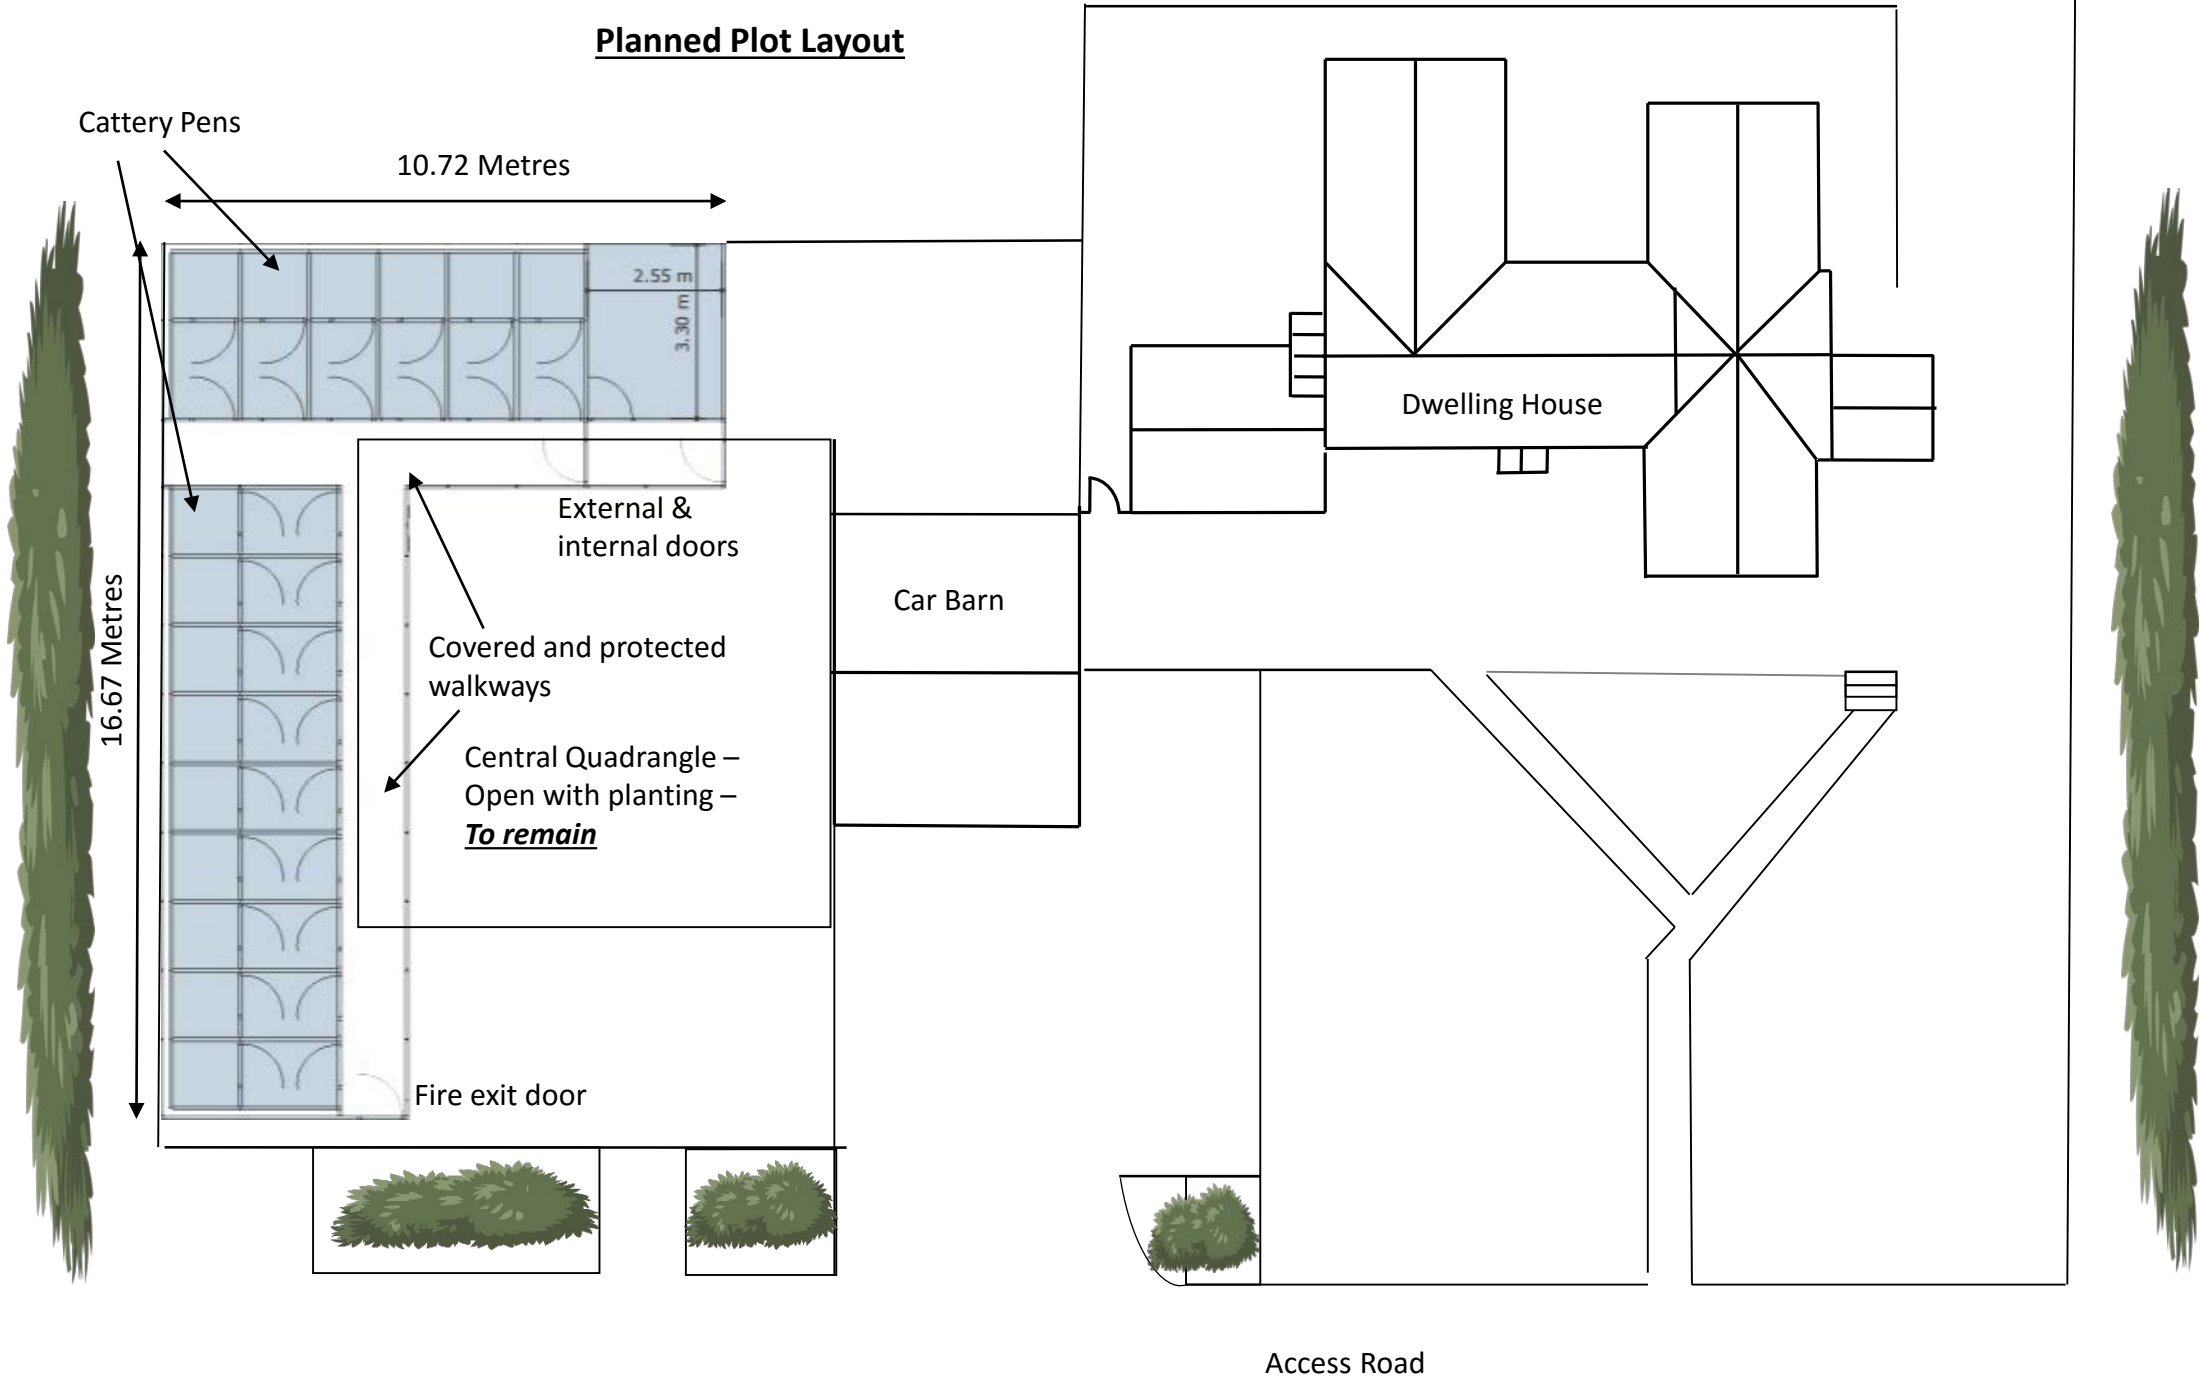 Planned Plot Layout
Cattery Pens
10.72 Metres
2.55 m
3.30 m
Dwelling House
External &
internal doors
16.67 Metres
Car Barn
Covered and protected
walkways
Central Quadrangle –
Open with planting –
To remain
Fire exit door
Access Road